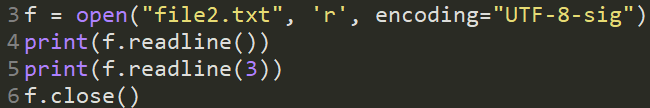 3 f = open("file2.txt", 'r', encoding="UTF-8-sig")
4 print(f.readline())
5 print(f.readline(3))
6 f.close()